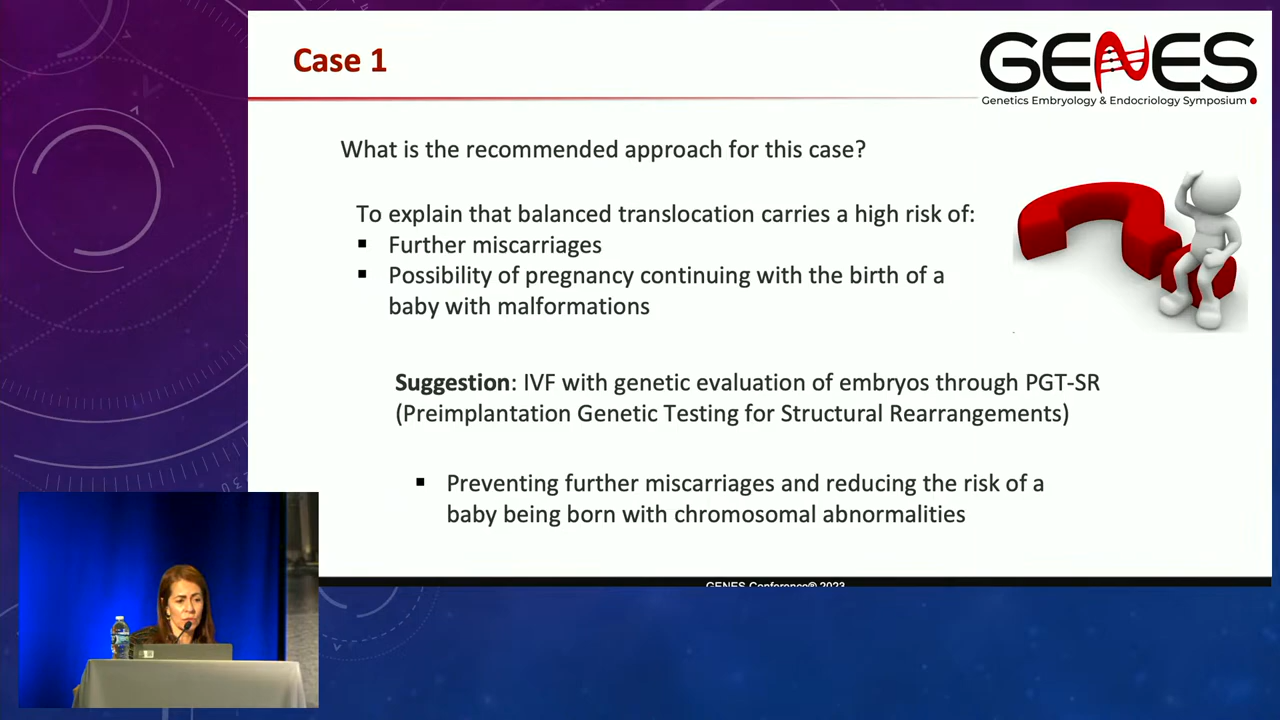 Case 1
GENES
Genetics Embryology & Endocriology Symposium
What is the recommended approach for this case?
To explain that balanced translocation carries a high risk of:
▪ Further miscarriages
▪ Possibility of pregnancy continuing with the birth of a
baby with malformations
Suggestion: IVF with genetic evaluation of embryos through PGT-SR
(Preimplantation Genetic Testing for Structural Rearrangements)
▪ Preventing further miscarriages and reducing the risk of a
baby being born with chromosomal abnormalities
GENES Conference® 2023